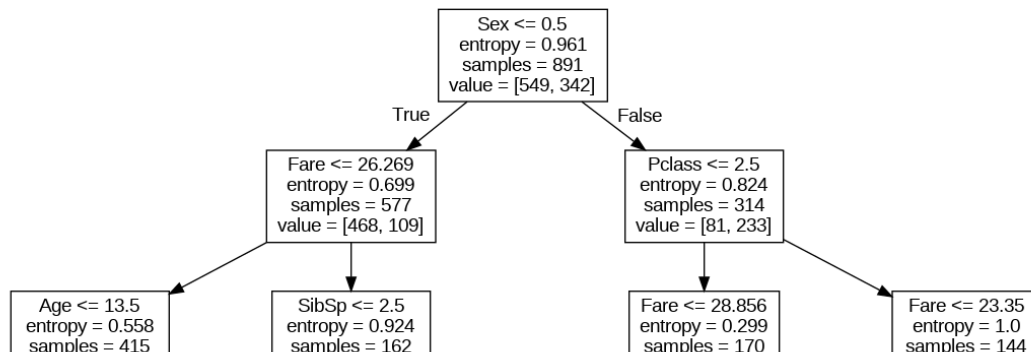 Sex <= 0.5
entropy = 0.961
samples = 891
value = [549, 342]
True
False
Fare <= 26.269
entropy = 0.699
samples = 577
value = [468, 109]
Pclass <= 2.5
entropy = 0.824
samples = 314
value = [81, 233]
Age <= 13.5
entropy = 0.558
samples = 415
SibSp <= 2.5
entropy = 0.924
samples = 162
Fare <= 28.856
entropy = 0.299
samples = 170
Fare <= 23.35
entropy = 1.0
samples = 144